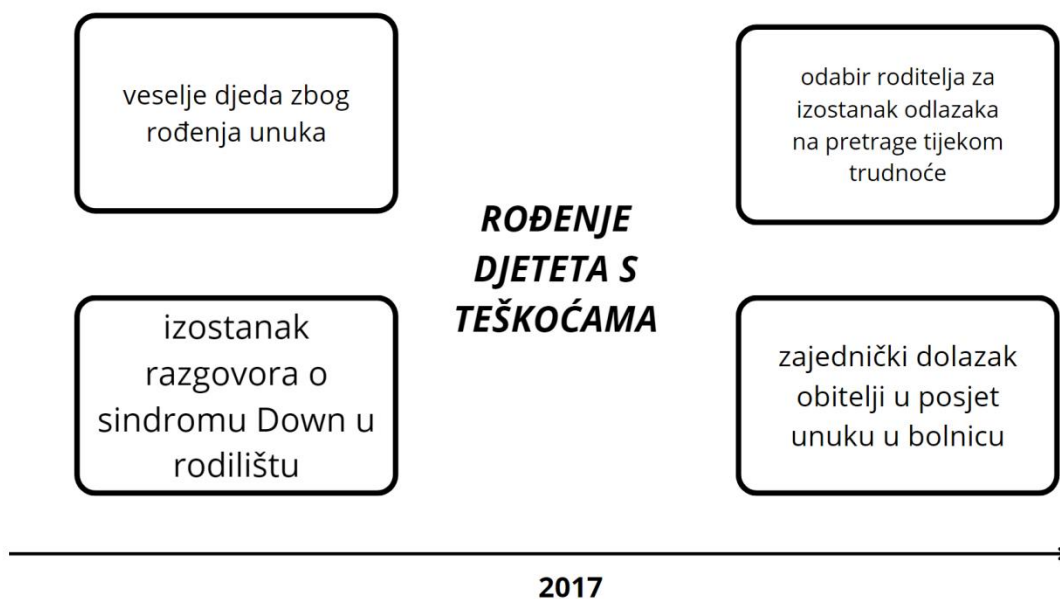 veselje djeda zbog
rođenja unuka
odabir roditelja za
izostanak odlazaka
na pretrage tijekom
trudnoće
ROĐENJE
DJETETA S
TEŠKOĆAMA
izostanak
razgovora o
sindromu Down u
rodilištu
zajednički dolazak
obitelji u posjet
unuku u bolnicu
2017